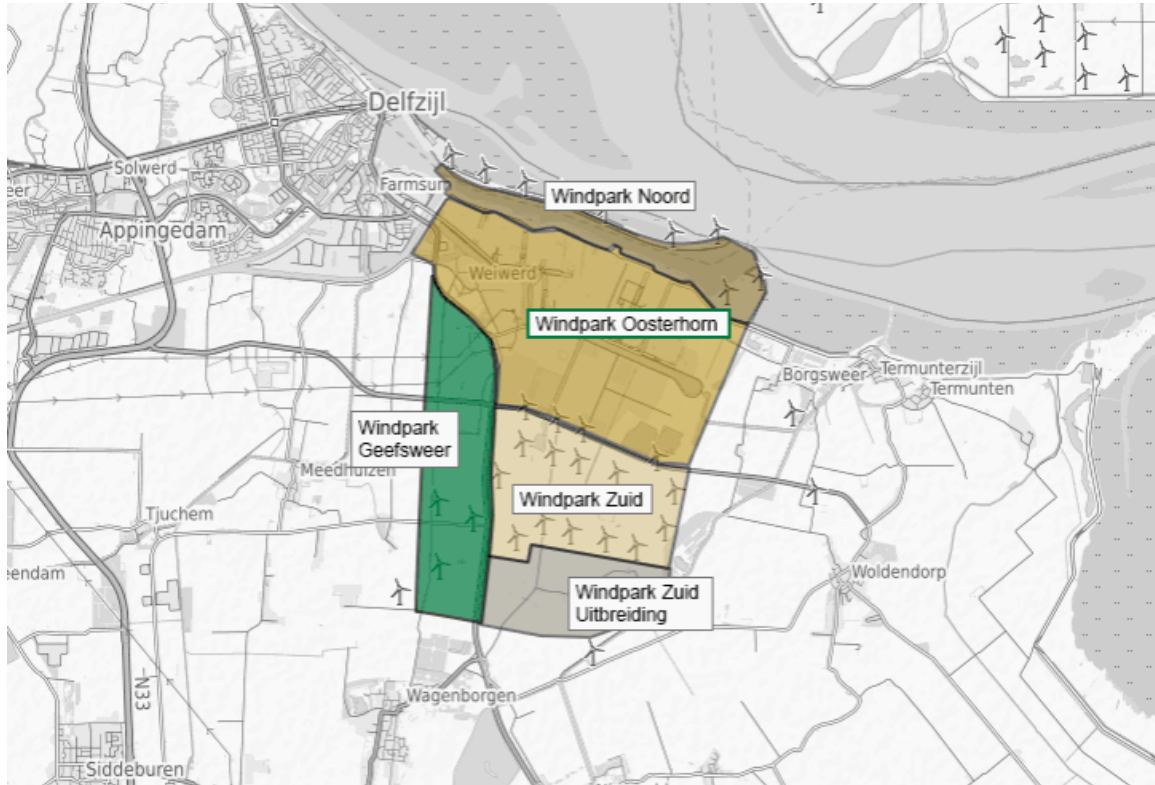 Delfzijl
Solwerd
Farmsum
Windpark Noord
Appingedam
Weiwerd
Windpark Oosterhorn
Borgsweer
Termunterzijl
Termunten
Windpark
Geefsweer
Meedhuizen
Windpark Zuid
Tjuchem
eendam
Woldendorp
Windpark Zuid
Uitbreiding
Wagenborgen
N33
Siddeburen